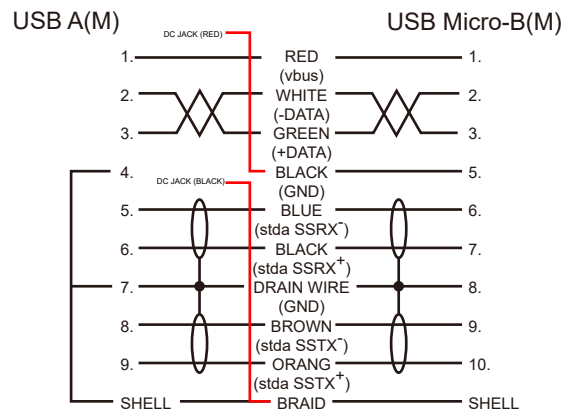 USB A(M) USB Micro-B(M)
DC JACK (RED)
1. RED 1.
(vbus)
2. WHITE 2.
(-DATA)
3. GREEN 3.
(+DATA)
4. BLACK 5.
DC JACK (BLACK)
(GND)
5. BLUE 6.
(stda SSRX-)
6. BLACK 7.
(stda SSRX+)
7. DRAIN WIRE 8.
(GND)
8. BROWN 9.
(stda SSTX-)
9. ORANG 10.
(stda SSTX+)
SHELL BRAID SHELL